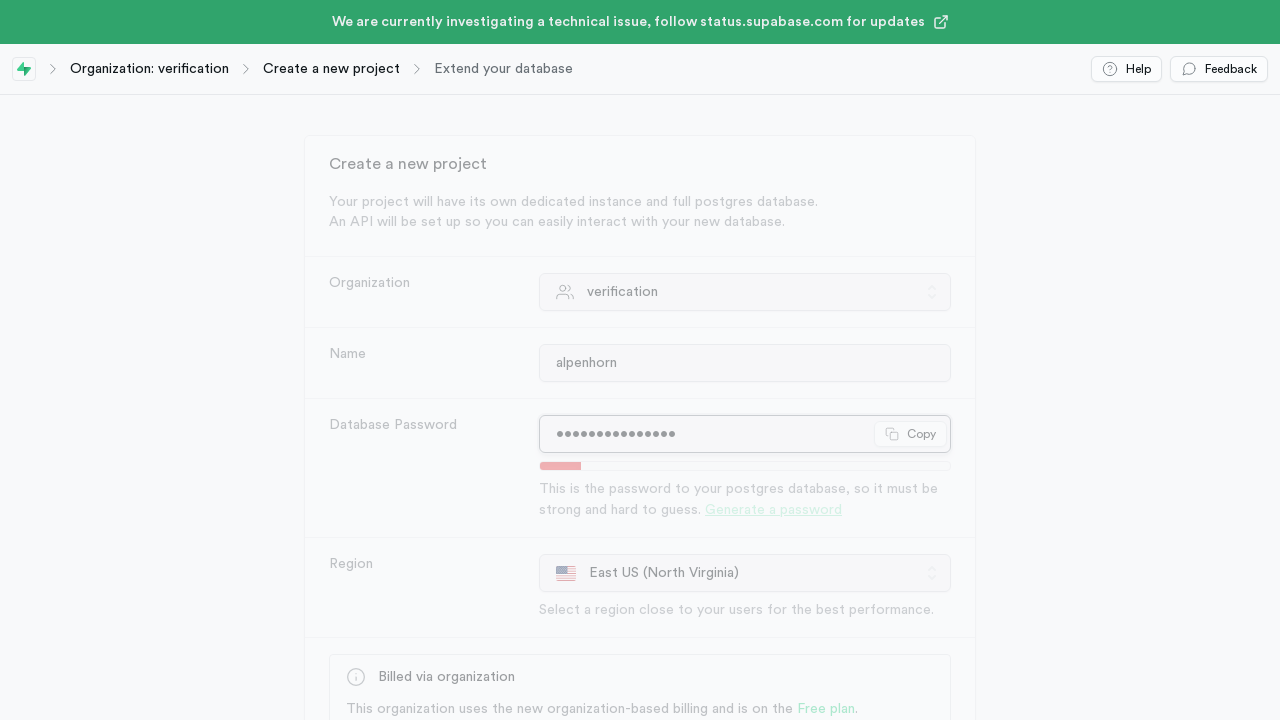 We are currently investigating a technical issue, follow status.supabase.com for updates
Organization: verification
Create a new project
Extend your database
Help
Feedback
Create a new project
Your project will have its own dedicated instance and full postgres database.
An API will be set up so you can easily interact with your new database.
Organization
verification
Name
alpenhorn
Database Password
•••••••••••••••
Copy
This is the password to your postgres database, so it must be
strong and hard to guess. Generate a password
Region
East US (North Virginia)
Select a region close to your users for the best performance.
Billed via organization
This organization uses the new organization-based billing and is on the Free plan.